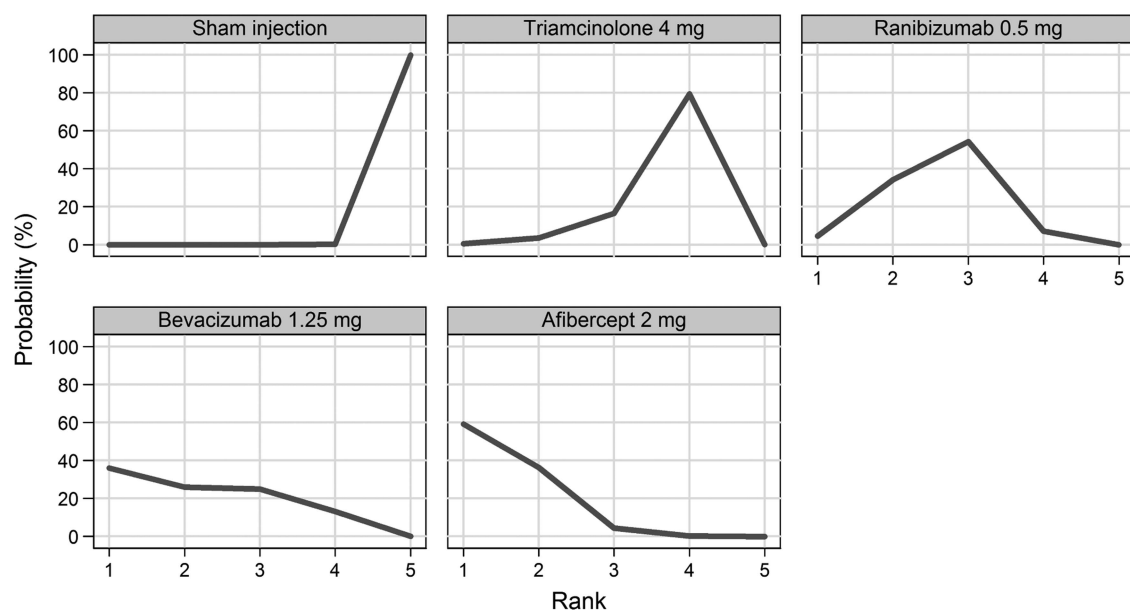 Sham injection
Triamcinolone 4 mg
Ranibizumab 0.5 mg
100
80
60
40
20
0
1 2 3 4 5
Bevacizumab 1.25 mg
Afibercept 2 mg
100
80
60
40
20
0
1 2 3 4 5
1 2 3 4 5
Probability (%)
Rank